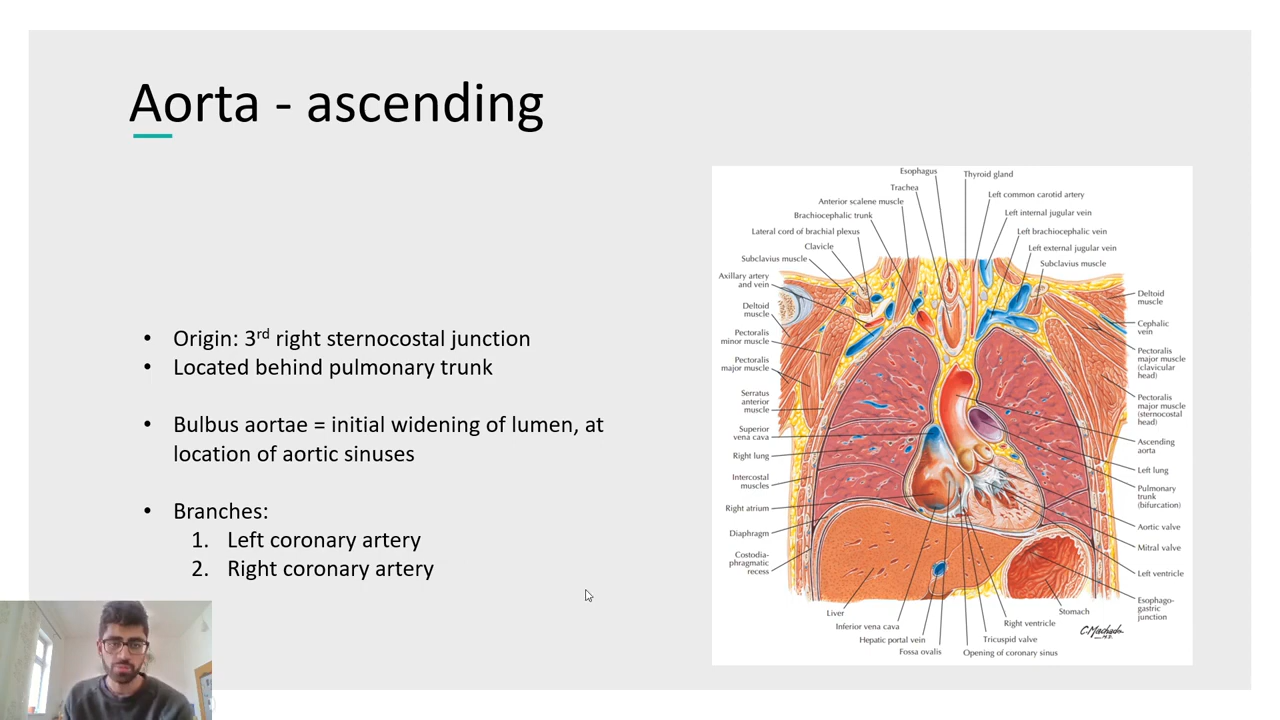 Aorta - ascending
• Origin: 3rd right sternocostal junction
• Located behind pulmonary trunk
• Bulbus aortae = initial widening of lumen, at
location of aortic sinuses
• Branches:
1. Left coronary artery
2. Right coronary artery
Esophagus
Trachea
Anterior scalene muscle
Brachiocephalic trunk
Lateral cord of brachial plexus
Clavicle
Subclavius muscle
Axillary artery
and vein
Deltoid
muscle
Pectoralis
minor muscle
Pectoralis
major muscle
Serratus
anterior
muscle
Superior
vena cava
Right lung
Intercostal
muscles
Right atrium
Diaphragm
Costodia-
phragmatic
recess
Thyroid gland
Left common carotid artery
Left internal jugular vein
Left brachiocephalic vein
Left external jugular vein
Subclavius muscle
Deltoid
muscle
Cephalic
vein
Pectoralis
major muscle
(clavicular
head)
Pectoralis
major muscle
(sternocostal
head)
Ascending
aorta
Left lung
Pulmonary
trunk
(bifurcation)
Aortic valve
Mitral valve
Left ventricle
Esophago-
gastric
junction
Liver
Inferior vena cava
Hepatic portal vein
Fossa ovalis
Stomach
Right ventricle
Tricuspid valve
Opening of coronary sinus
C.Machado
M.D.